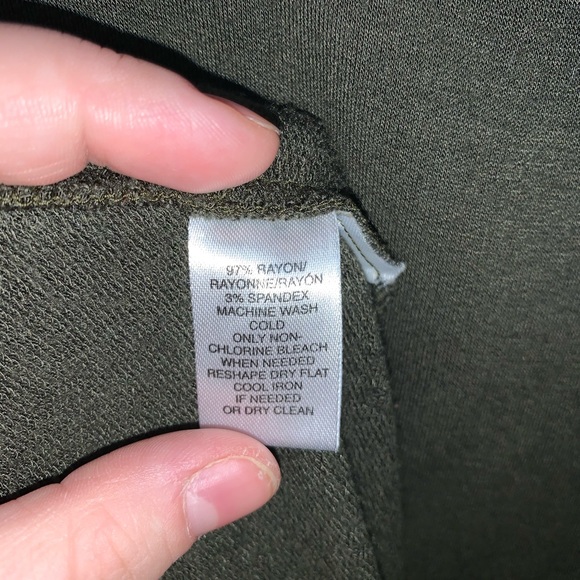 97% RAYON/
RAYONNE/RAYÓN
3% SPANDEX
MACHINE WASH
COLD
ONLY NON-
CHLORINE BLEACH
WHEN NEEDED
RESHAPE DRY FLAT
COOL IRON
IF NEEDED
OR DRY CLEAN